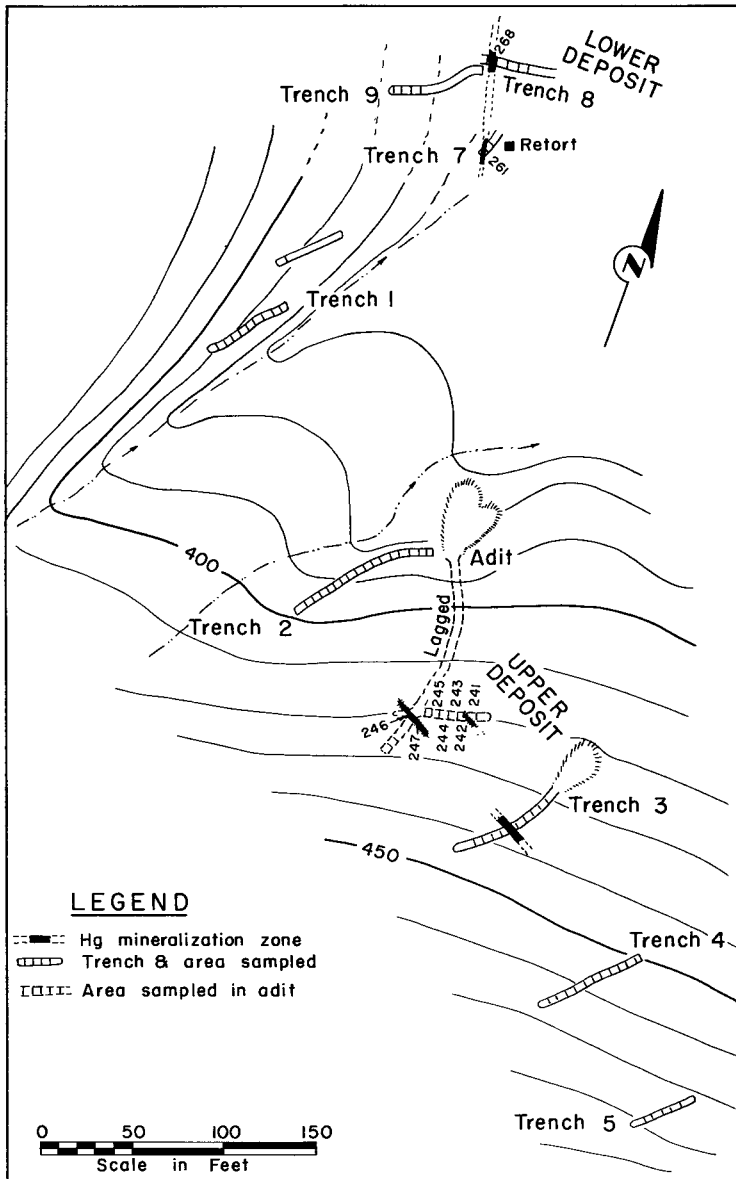 268
LOWER
DEPOSIT
Trench 9
Trench 8
Trench 7
Retort
261
N
Trench 1
Adit
400
Trench 2
Lagged
UPPER
DEPOSIT
245
243
241
246
247
244
242
Trench 3
450
LEGEND
Hg mineralization zone
Trench & area sampled
Area sampled in adit
Trench 4
Trench 5
0 50 100 150
Scale in Feet